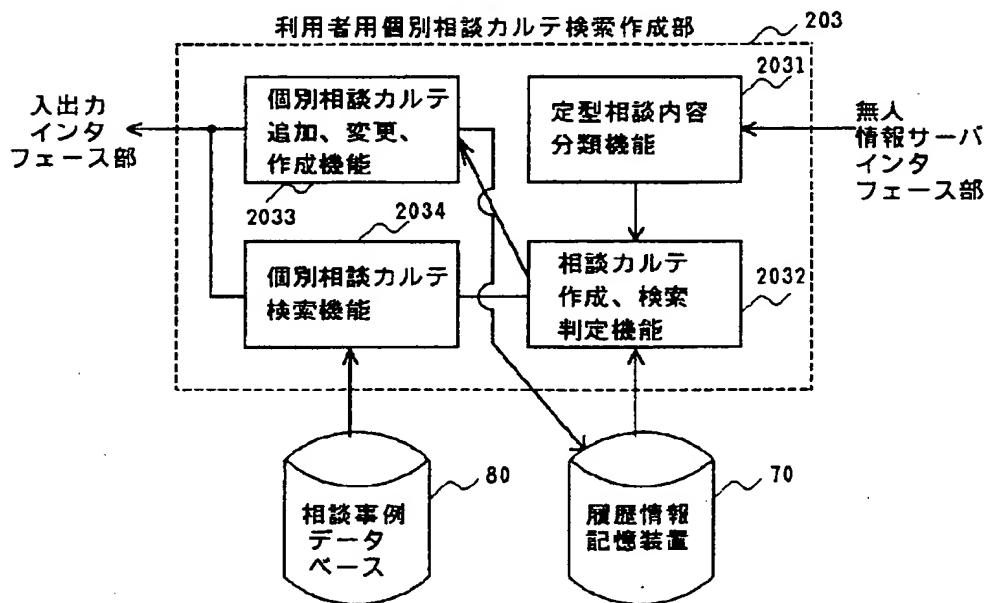 利用者用個別相談カルテ検索作成部
203
2031
入出力
インタ
フェース部
個別相談カルテ
追加、変更、
作成機能
定型相談内容
分類機能
無人
情報サーバ
インタ
フェース部
2033
2034
個別相談カルテ
検索機能
相談カルテ
作成、検索
判定機能
2032
80
相談事例
データ
ベース
70
履歴情報
記憶装置